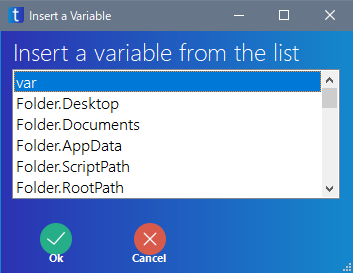 t Insert a Variable
Insert a variable from the list
var
Folder.Desktop
Folder.Documents
Folder.AppData
Folder.ScriptPath
Folder.RootPath
Ok Cancel